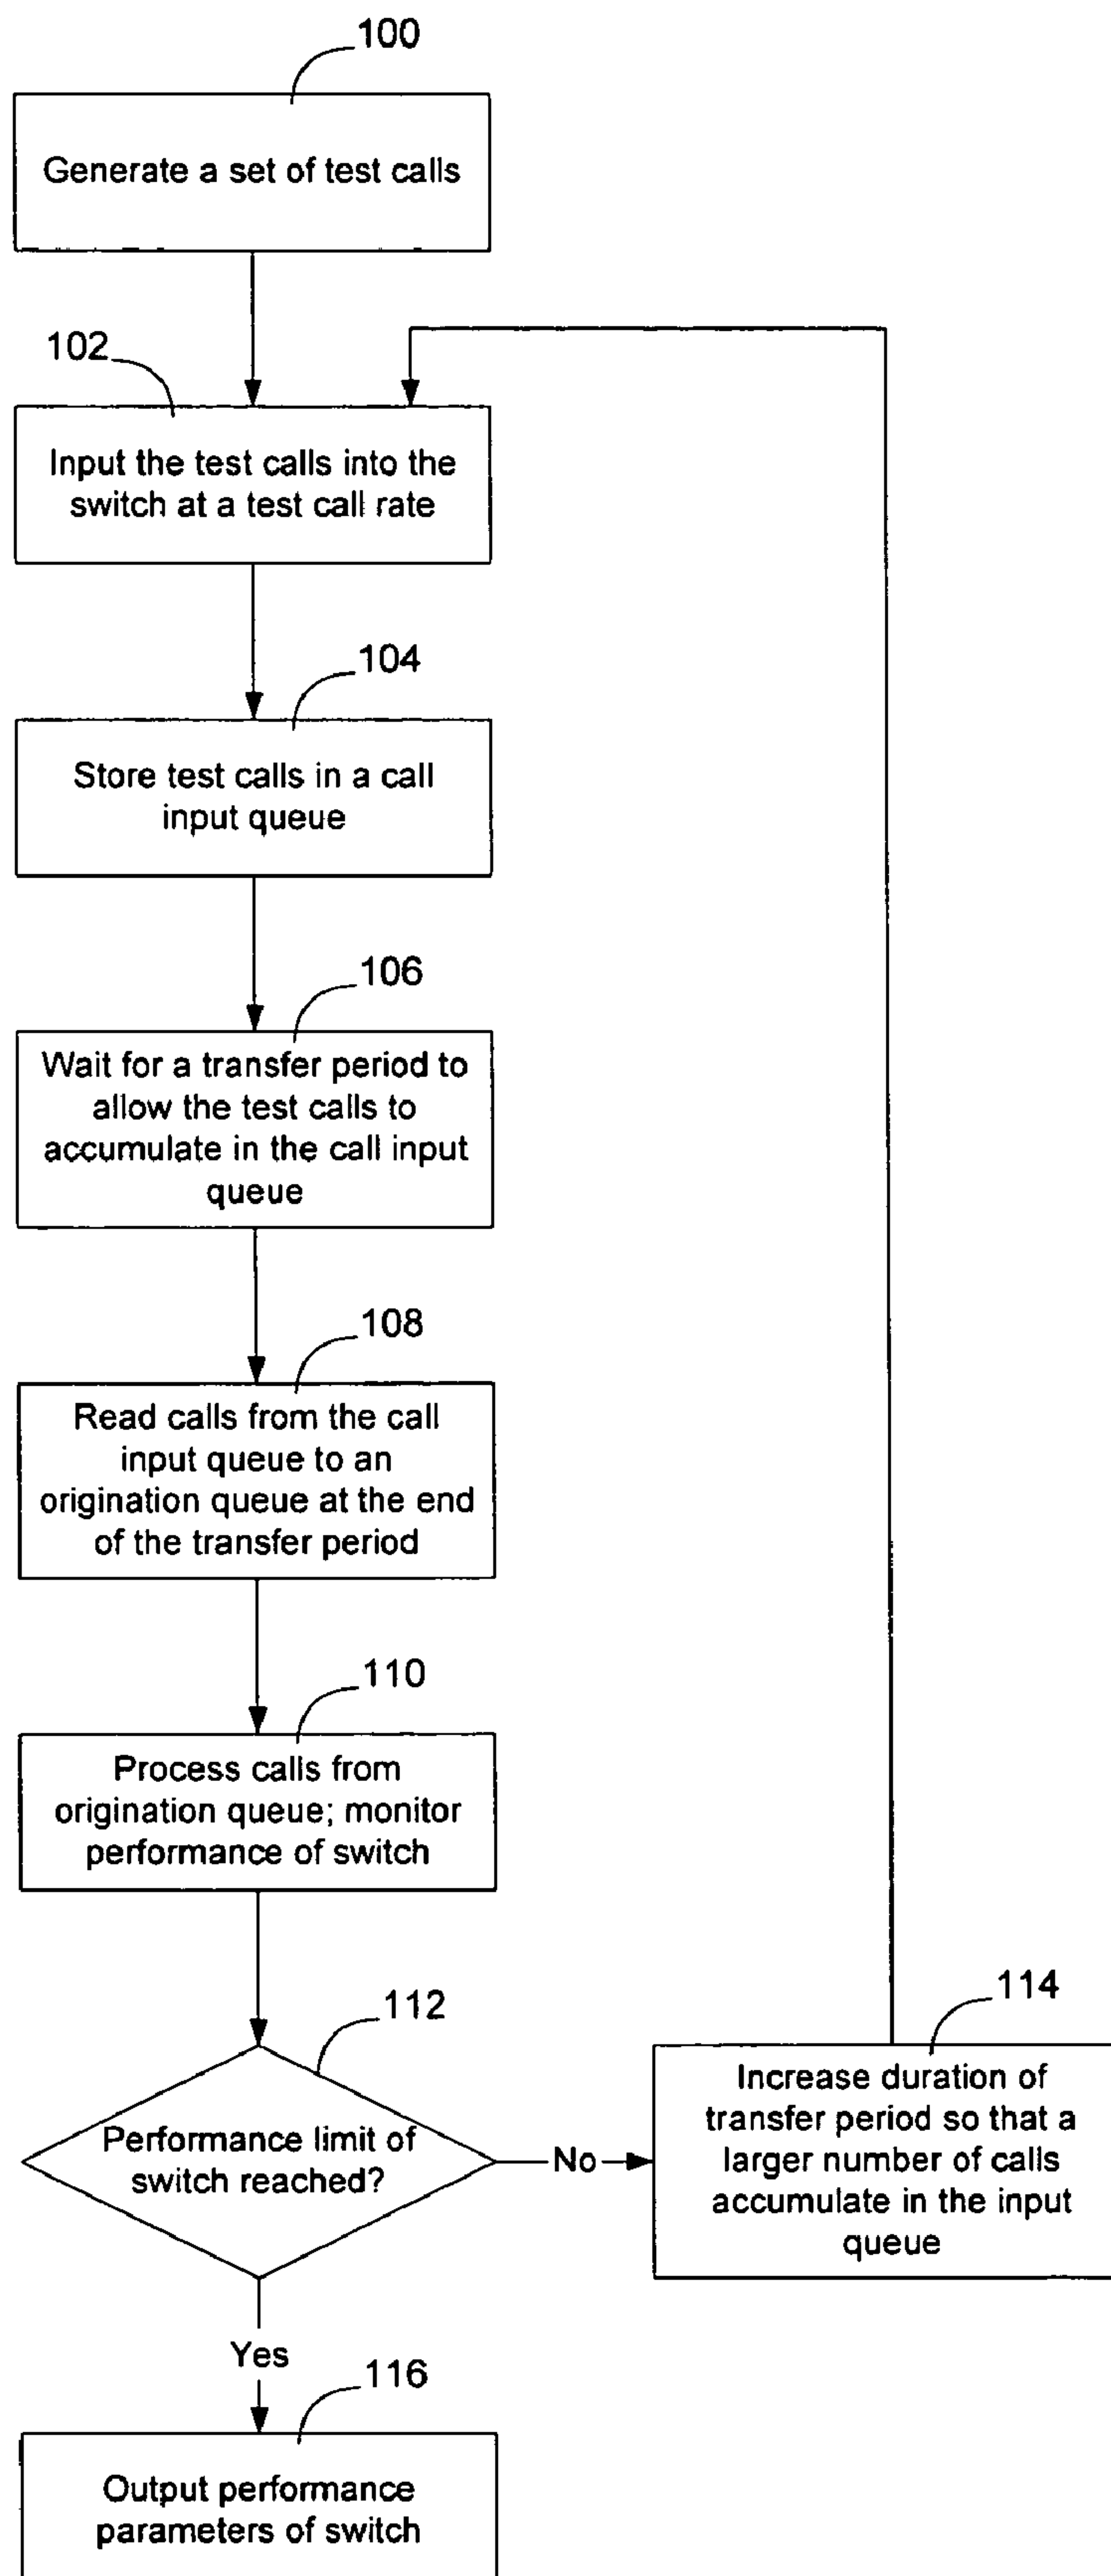 100
Generate a set of test calls
102
Input the test calls into the
switch at a test call rate
104
Store test calls in a call
input queue
106
Wait for a transfer period to
allow the test calls to
accumulate in the call input
queue
108
Read calls from the call
input queue to an
origination queue at the end
of the transfer period
110
Process calls from
origination queue; monitor
performance of switch
112
Performance limit of
switch reached?
No
114
Increase duration of
transfer period so that a
larger number of calls
accumulate in the input
queue
Yes
116
Output performance
parameters of switch